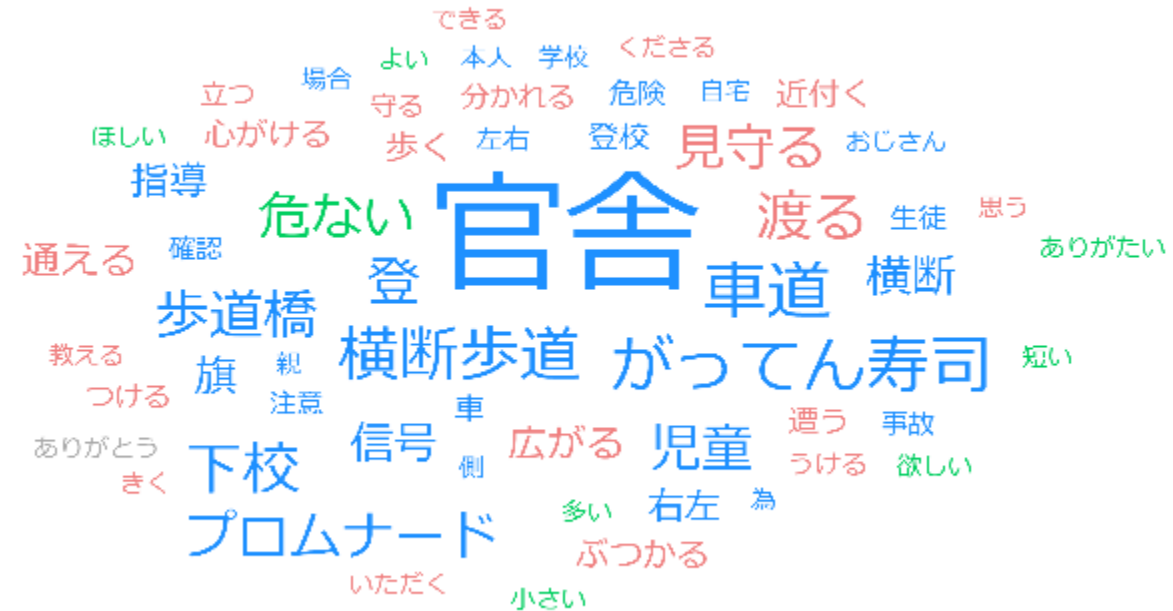 できる
よい 本人 学校 くださる
立つ 場合 守る 分かれる 危険 自宅 近付く
ほしい 心がける 歩く 左右 登校 見守る おじさん
指導 危ない 官舎 渡る 生徒 思う
通える 確認 登 車道 横断 ありがたい
歩道橋 横断歩道 がってん寿司 短い
教える 旗 親
つける 注意 車 遭う 事故
ありがとう 下校 信号 側 広がる 児童 うける 欲しい
きく 多い 右左 為
プロムナード ぶつかる
いただく 小さい